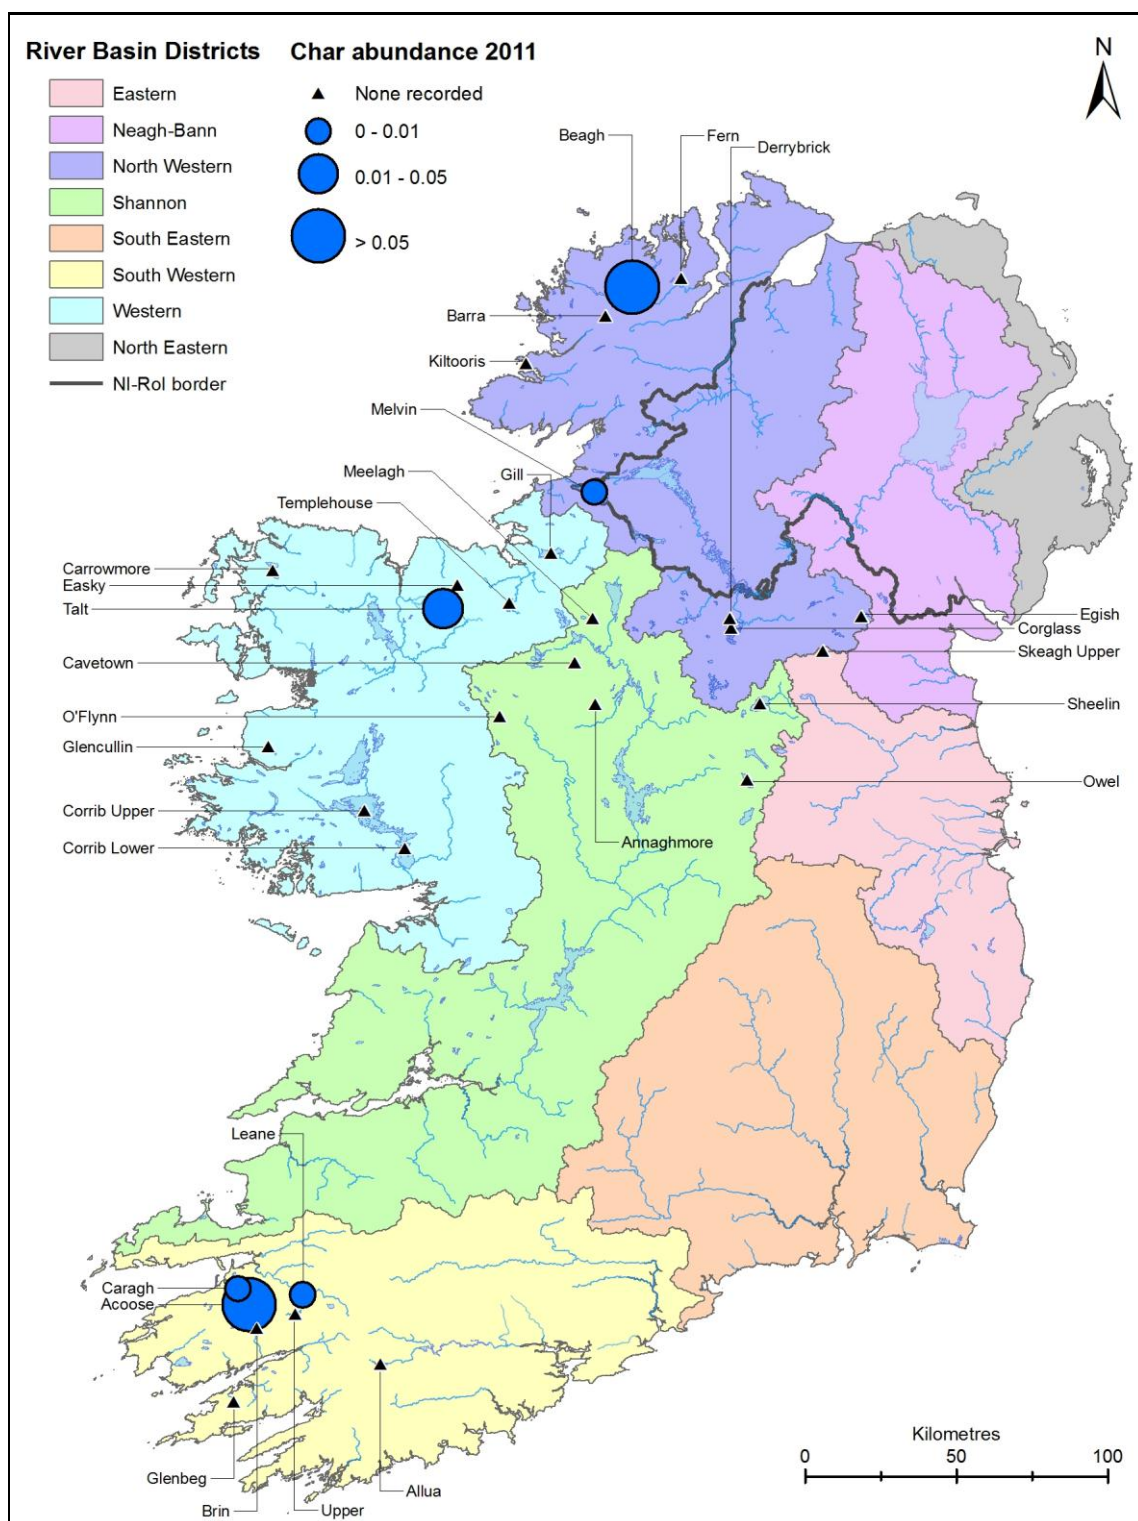 River Basin Districts
Eastern
Neagh-Bann
North Western
Shannon
South Eastern
South Western
Western
North Eastern
NI-RoI border
Char abundance 2011
None recorded
0 - 0.01
0.01 - 0.05
> 0.05
N
Beagh
Fern
Derrybrick
Barra
Kiltooris
Melvin
Meelagh
Gill
Templehouse
Carrowmore
Easky
Talt
Egish
Corglass
Skeagh Upper
Cavetown
Sheelin
O'Flynn
Glencullin
Owel
Corrib Upper
Annaghmore
Corrib Lower
Leane
Caragh
Acoose
Glenbeg
Brin
Upper
Allua
Kilometres
0 50 100